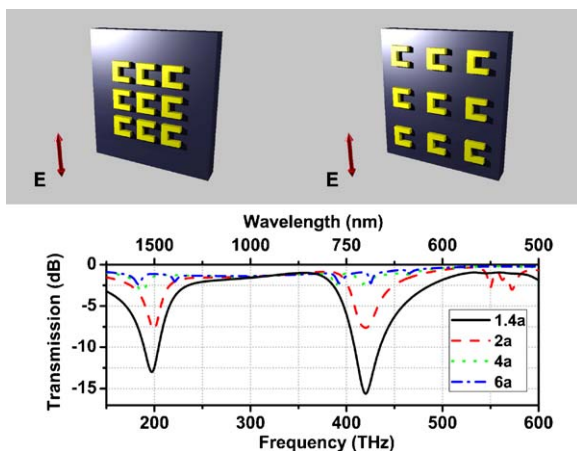 E
E
Wavelength (nm)
1500 1000 750 600 500
Transmission (dB)
0
-5
-10
-15
1.4a
2a
4a
6a
200 300 400 500 600
Frequency (THz)